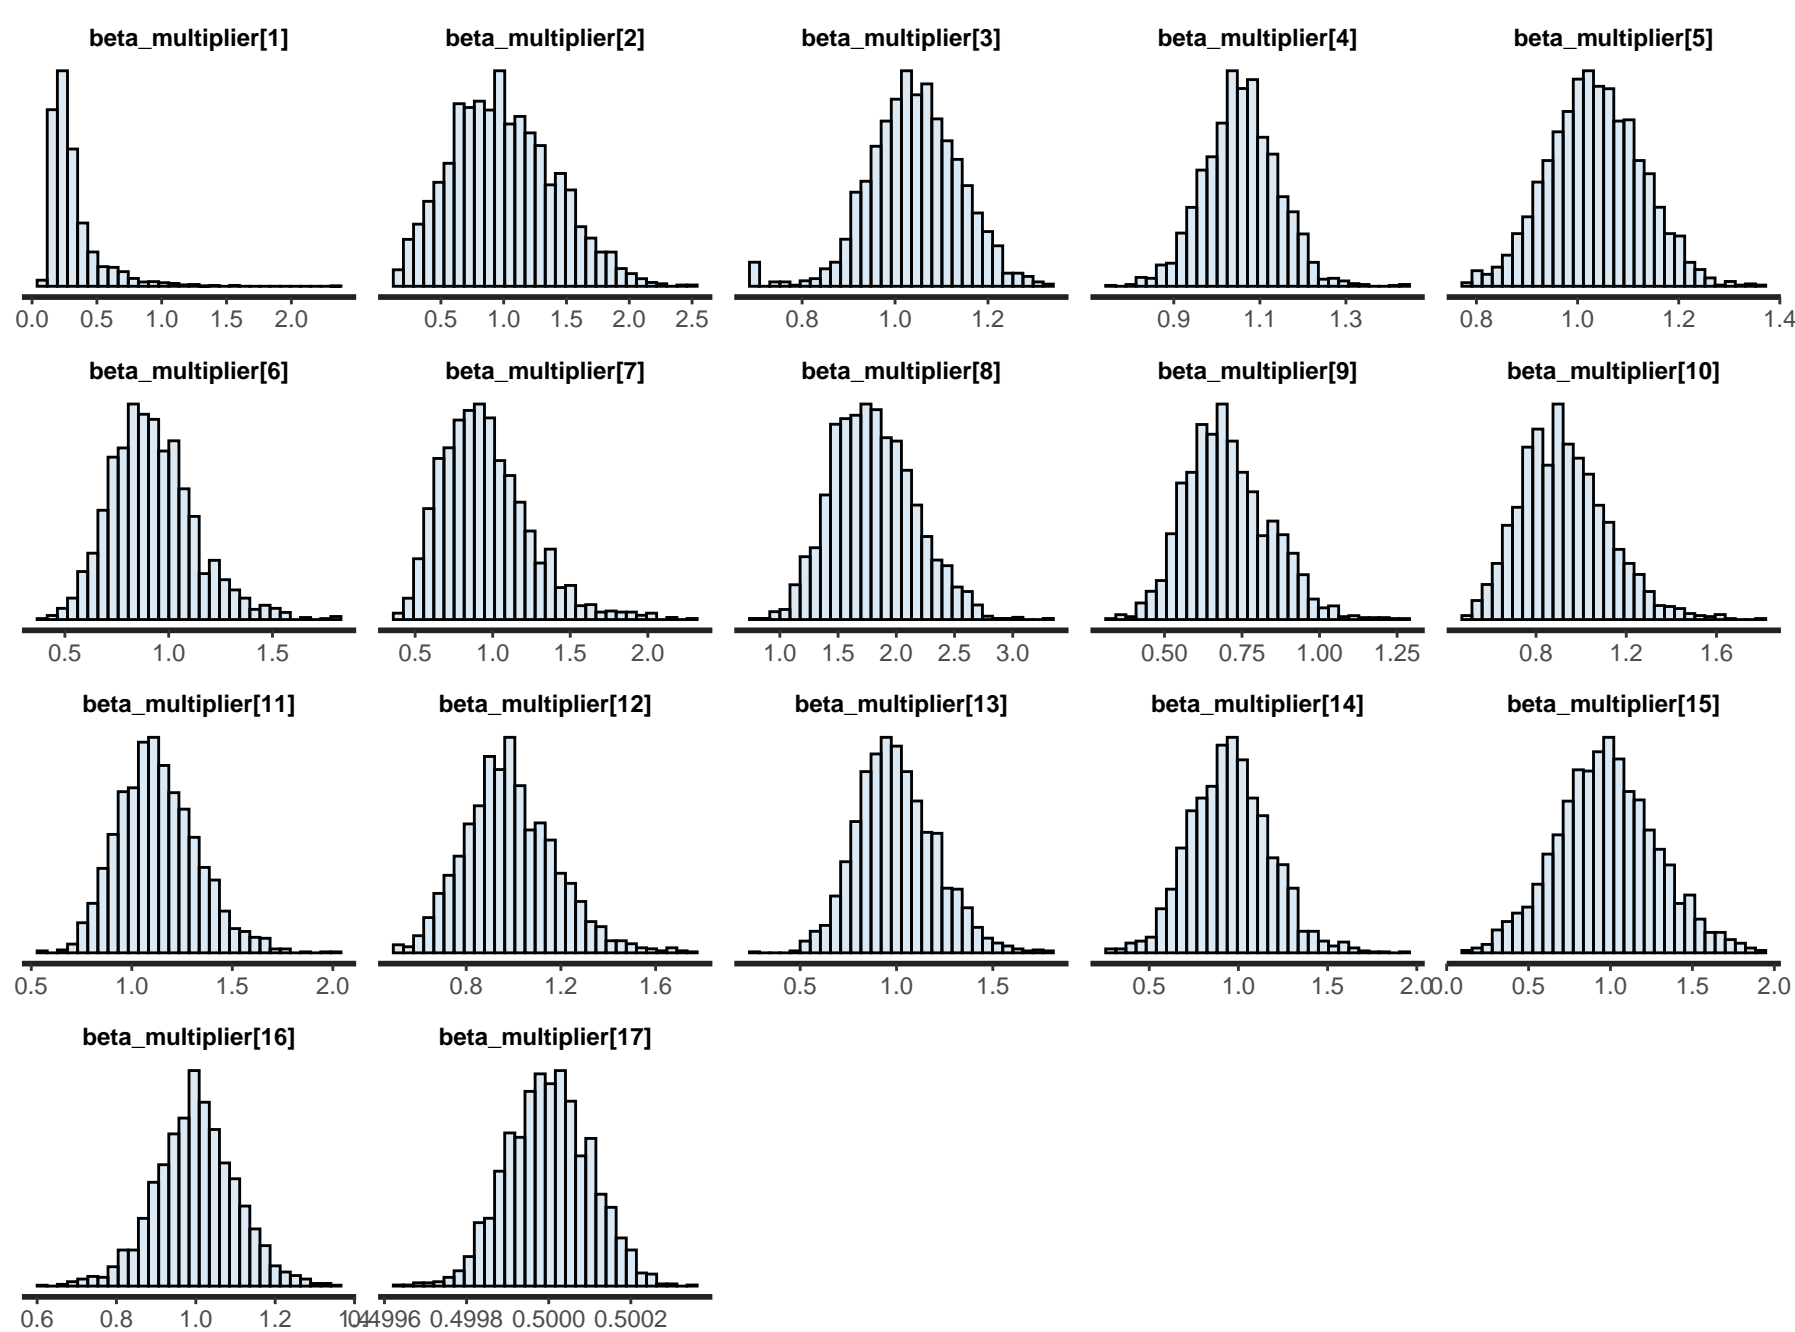 beta_multiplier[1] beta_multiplier[2] beta_multiplier[3] beta_multiplier[4] beta_multiplier[5]
0.0 0.5 1.0 1.5 2.0 0.5 1.0 1.5 2.0 2.5 0.8 1.0 1.2 0.9 1.1 1.3 0.8 1.0 1.2 1.4
beta_multiplier[6] beta_multiplier[7] beta_multiplier[8] beta_multiplier[9] beta_multiplier[10]
0.5 1.0 1.5 0.5 1.0 1.5 2.0 1.0 1.5 2.0 2.5 3.0 0.50 0.75 1.00 1.25 0.8 1.2 1.6
beta_multiplier[11] beta_multiplier[12] beta_multiplier[13] beta_multiplier[14] beta_multiplier[15]
0.5 1.0 1.5 2.0 0.8 1.2 1.6 0.5 1.0 1.5 0.5 1.0 1.5 2.0 0.0 0.5 1.0 1.5 2.0
beta_multiplier[16] beta_multiplier[17]
0.6 0.8 1.0 1.2 1.4 0.4996 0.4998 0.5000 0.5002